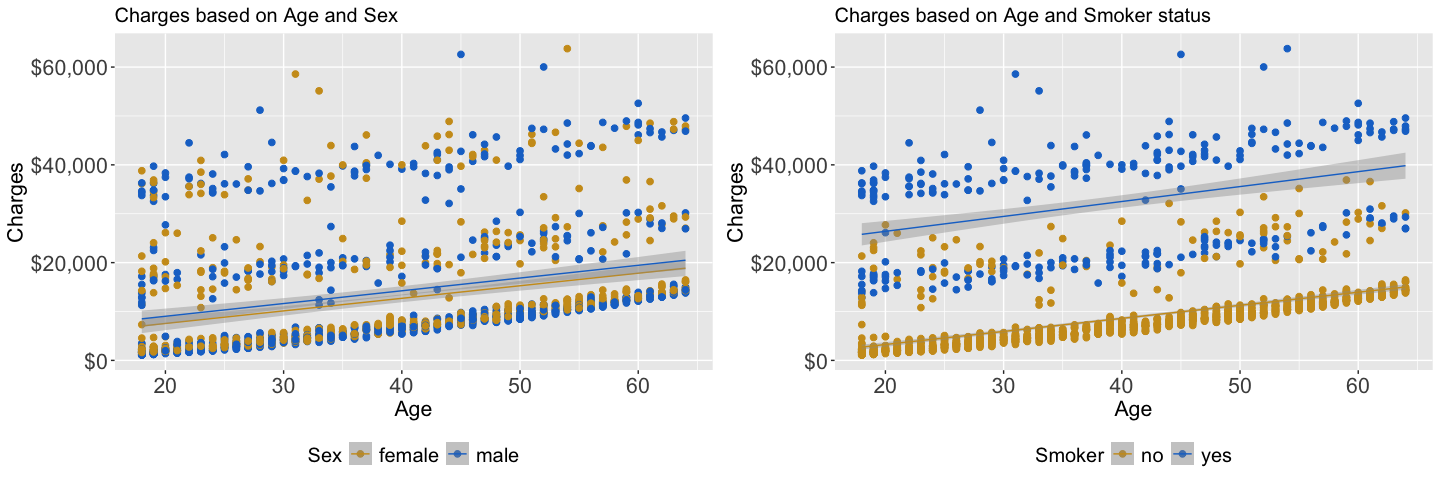 Charges based on Age and Sex
$60,000
$40,000
$20,000
$0
Charges
20 30 40 50 60
Age
Sex female male
Charges based on Age and Smoker status
$60,000
$40,000
$20,000
$0
Charges
20 30 40 50 60
Age
Smoker no yes